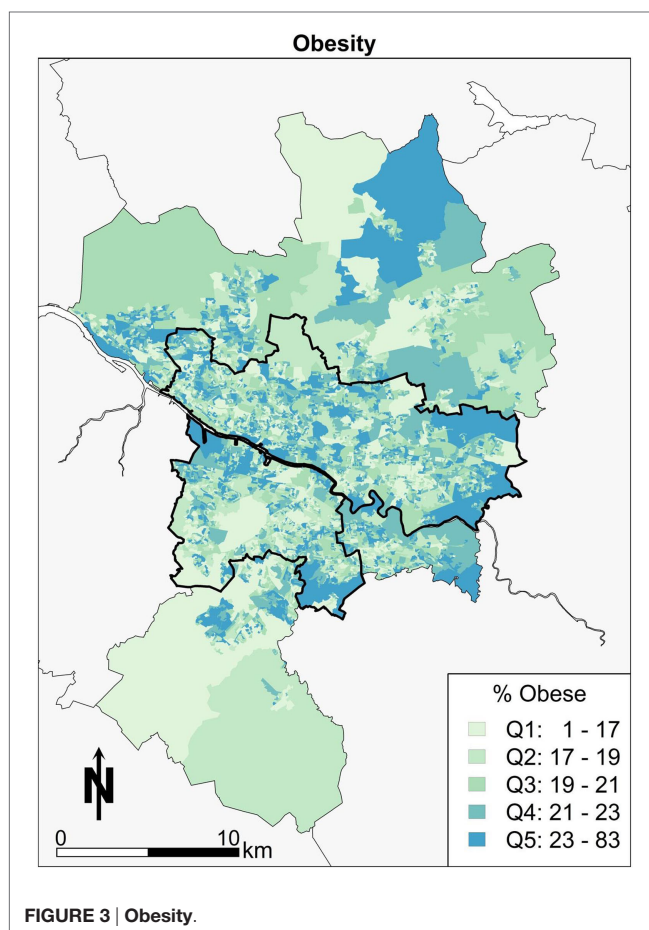 Obesity
% Obese
Q1: 1 - 17
Q2: 17 - 19
Q3: 19 - 21
Q4: 21 - 23
Q5: 23 - 83
N
0 10
km
FIGURE 3 | Obesity.